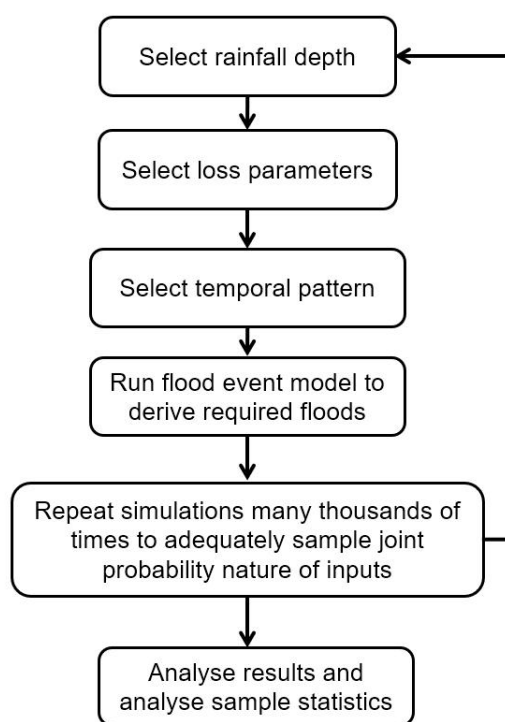 Select rainfall depth
Select loss parameters
Select temporal pattern
Run flood event model to
derive required floods
Repeat simulations many thousands of
times to adequately sample joint
probability nature of inputs
Analyse results and
analyse sample statistics